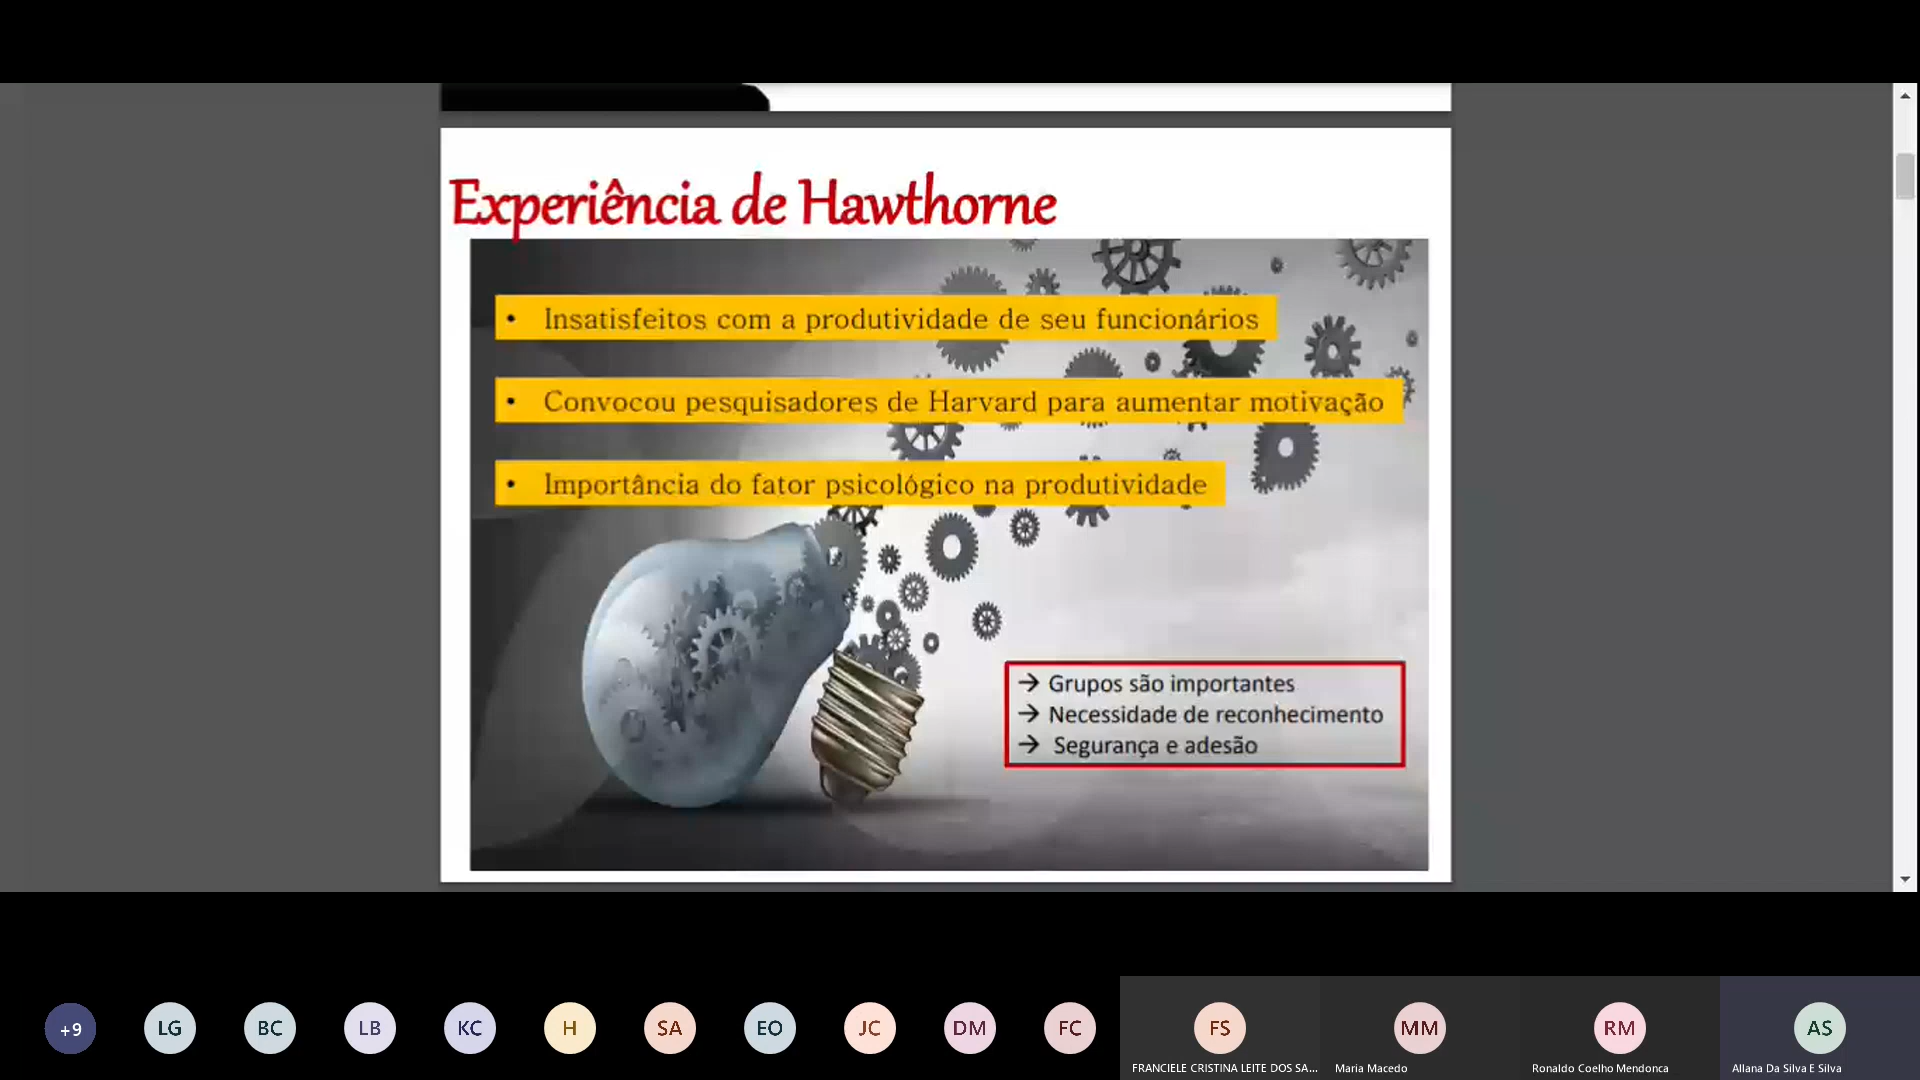 Experiência de Hawthorne
• Insatisfeitos com a produtividade de seu funcionários
• Convocou pesquisadores de Harvard para aumentar motivação
• Importância do fator psicológico na produtividade
→ Grupos são importantes
→ Necessidade de reconhecimento
→ Segurança e adesão
+9 LG BC LB KC H SA EO JC DM FC FS MM RM AS
FRANCIELE CRISTINA LEITE DOS SA... Maria Macedo Ronaldo Coelho Mendonca Allana Da Silva E Silva